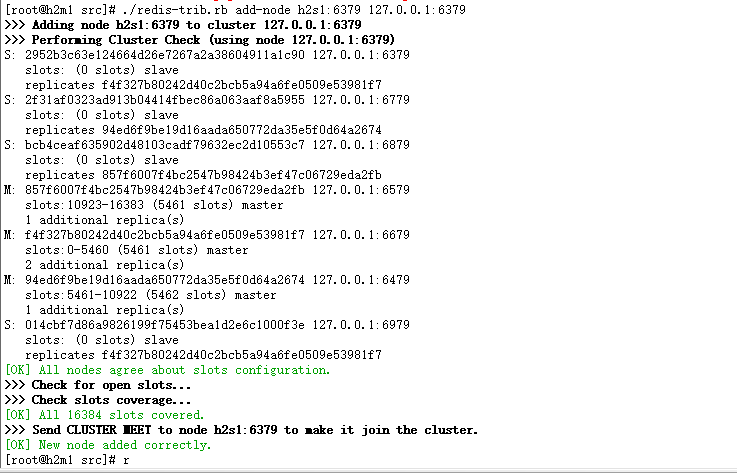 [root@h2m1 src]# ./redis-trib.rb add-node h2s1:6379 127.0.0.1:6379
>>> Adding node h2s1:6379 to cluster 127.0.0.1:6379
>>> Performing Cluster Check (using node 127.0.0.1:6379)
S: 2952b3c63e124664d26e7267a2a38604911a1c90 127.0.0.1:6379
slots: (0 slots) slave
replicates f4f327b80242d40c2bcb5a94a6fe0509e53981f7
S: 2f31af0323ad913b04414fbec86a063aaf8a5955 127.0.0.1:6779
slots: (0 slots) slave
replicates 94ed6f9be19d16aada650772da35e5f0d64a2674
S: bcb4ceaf635902d48103cadf79632ec2d10553c7 127.0.0.1:6879
slots: (0 slots) slave
replicates 857f6007f4bc2547b98424b3ef47c06729eda2fb
M: 857f6007f4bc2547b98424b3ef47c06729eda2fb 127.0.0.1:6579
slots:10923-16383 (5461 slots) master
1 additional replica(s)
M: f4f327b80242d40c2bcb5a94a6fe0509e53981f7 127.0.0.1:6679
slots:0-5460 (5461 slots) master
2 additional replica(s)
M: 94ed6f9be19d16aada650772da35e5f0d64a2674 127.0.0.1:6479
slots:5461-10922 (5462 slots) master
1 additional replica(s)
S: 014cbf7d86a9826199f75453bea1d2e6c1000f3e 127.0.0.1:6979
slots: (0 slots) slave
replicates f4f327b80242d40c2bcb5a94a6fe0509e53981f7
[OK] All nodes agree about slots configuration.
>>> Check for open slots...
>>> Check slots coverage...
[OK] All 16384 slots covered.
>>> Send CLUSTER MEET to node h2s1:6379 to make it join the cluster.
[OK] New node added correctly.
[root@h2m1 src]# r